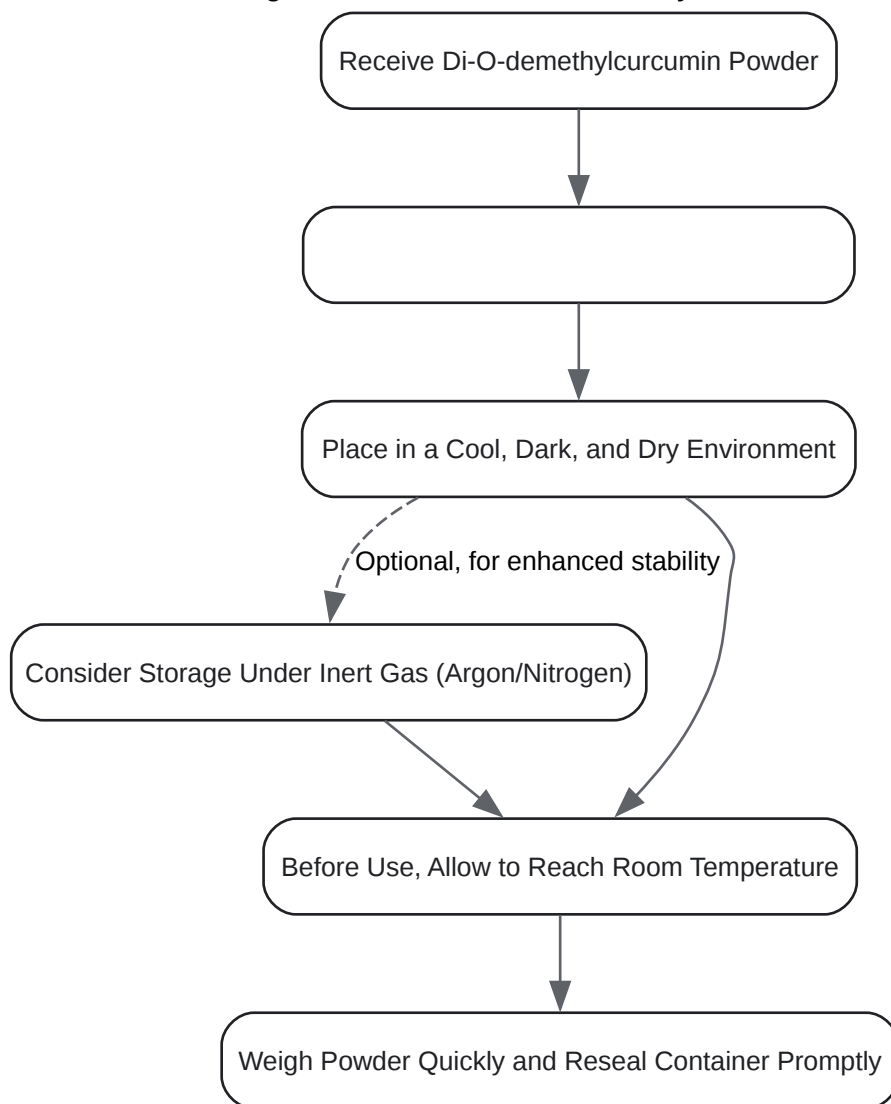 Receive Di-O-demethylcurcumin Powder
Place in a Cool, Dark, and Dry Environment
Optional, for enhanced stability
Consider Storage Under Inert Gas (Argon/Nitrogen)
Before Use, Allow to Reach Room Temperature
Weigh Powder Quickly and Reseal Container Promptly